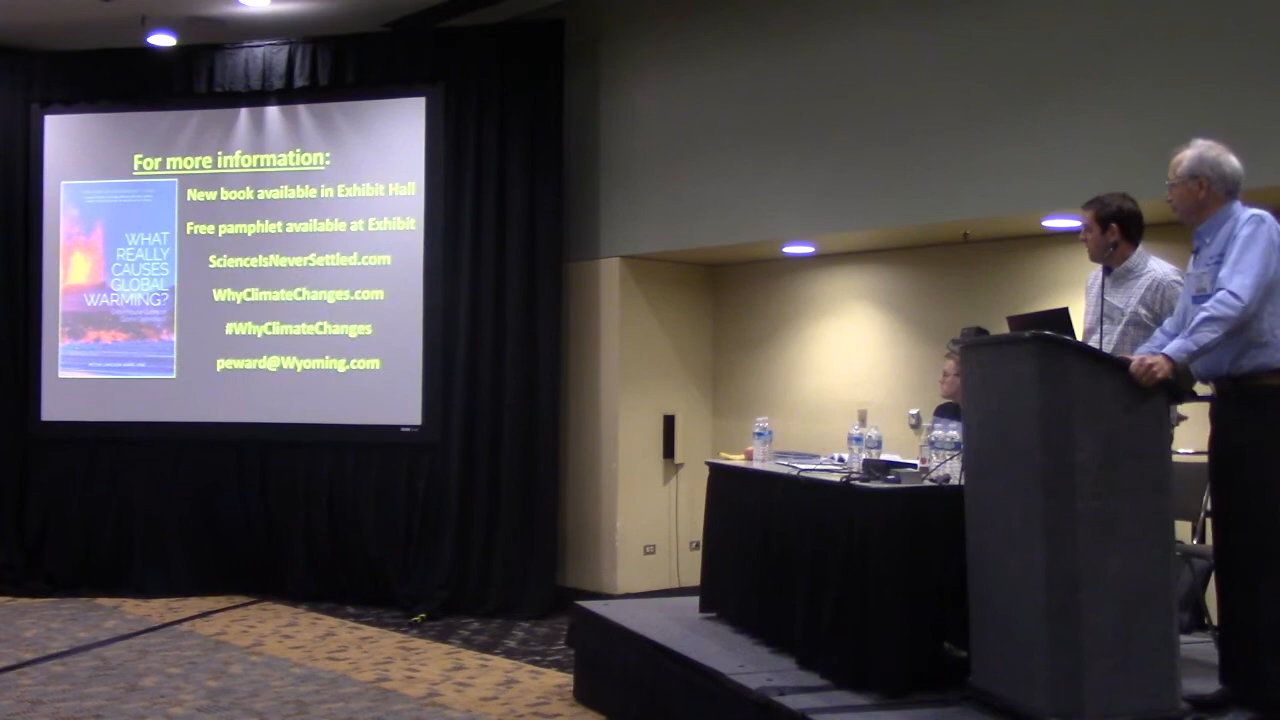 For more information:
New book available in Exhibit Hall
Free pamphlet available at Exhibit
ScienceIsNeverSettled.com
WhyClimateChanges.com
#WhyClimateChanges
peward@Wyoming.com
WHAT
REALLY
CAUSES
GLOBAL
WARMING?